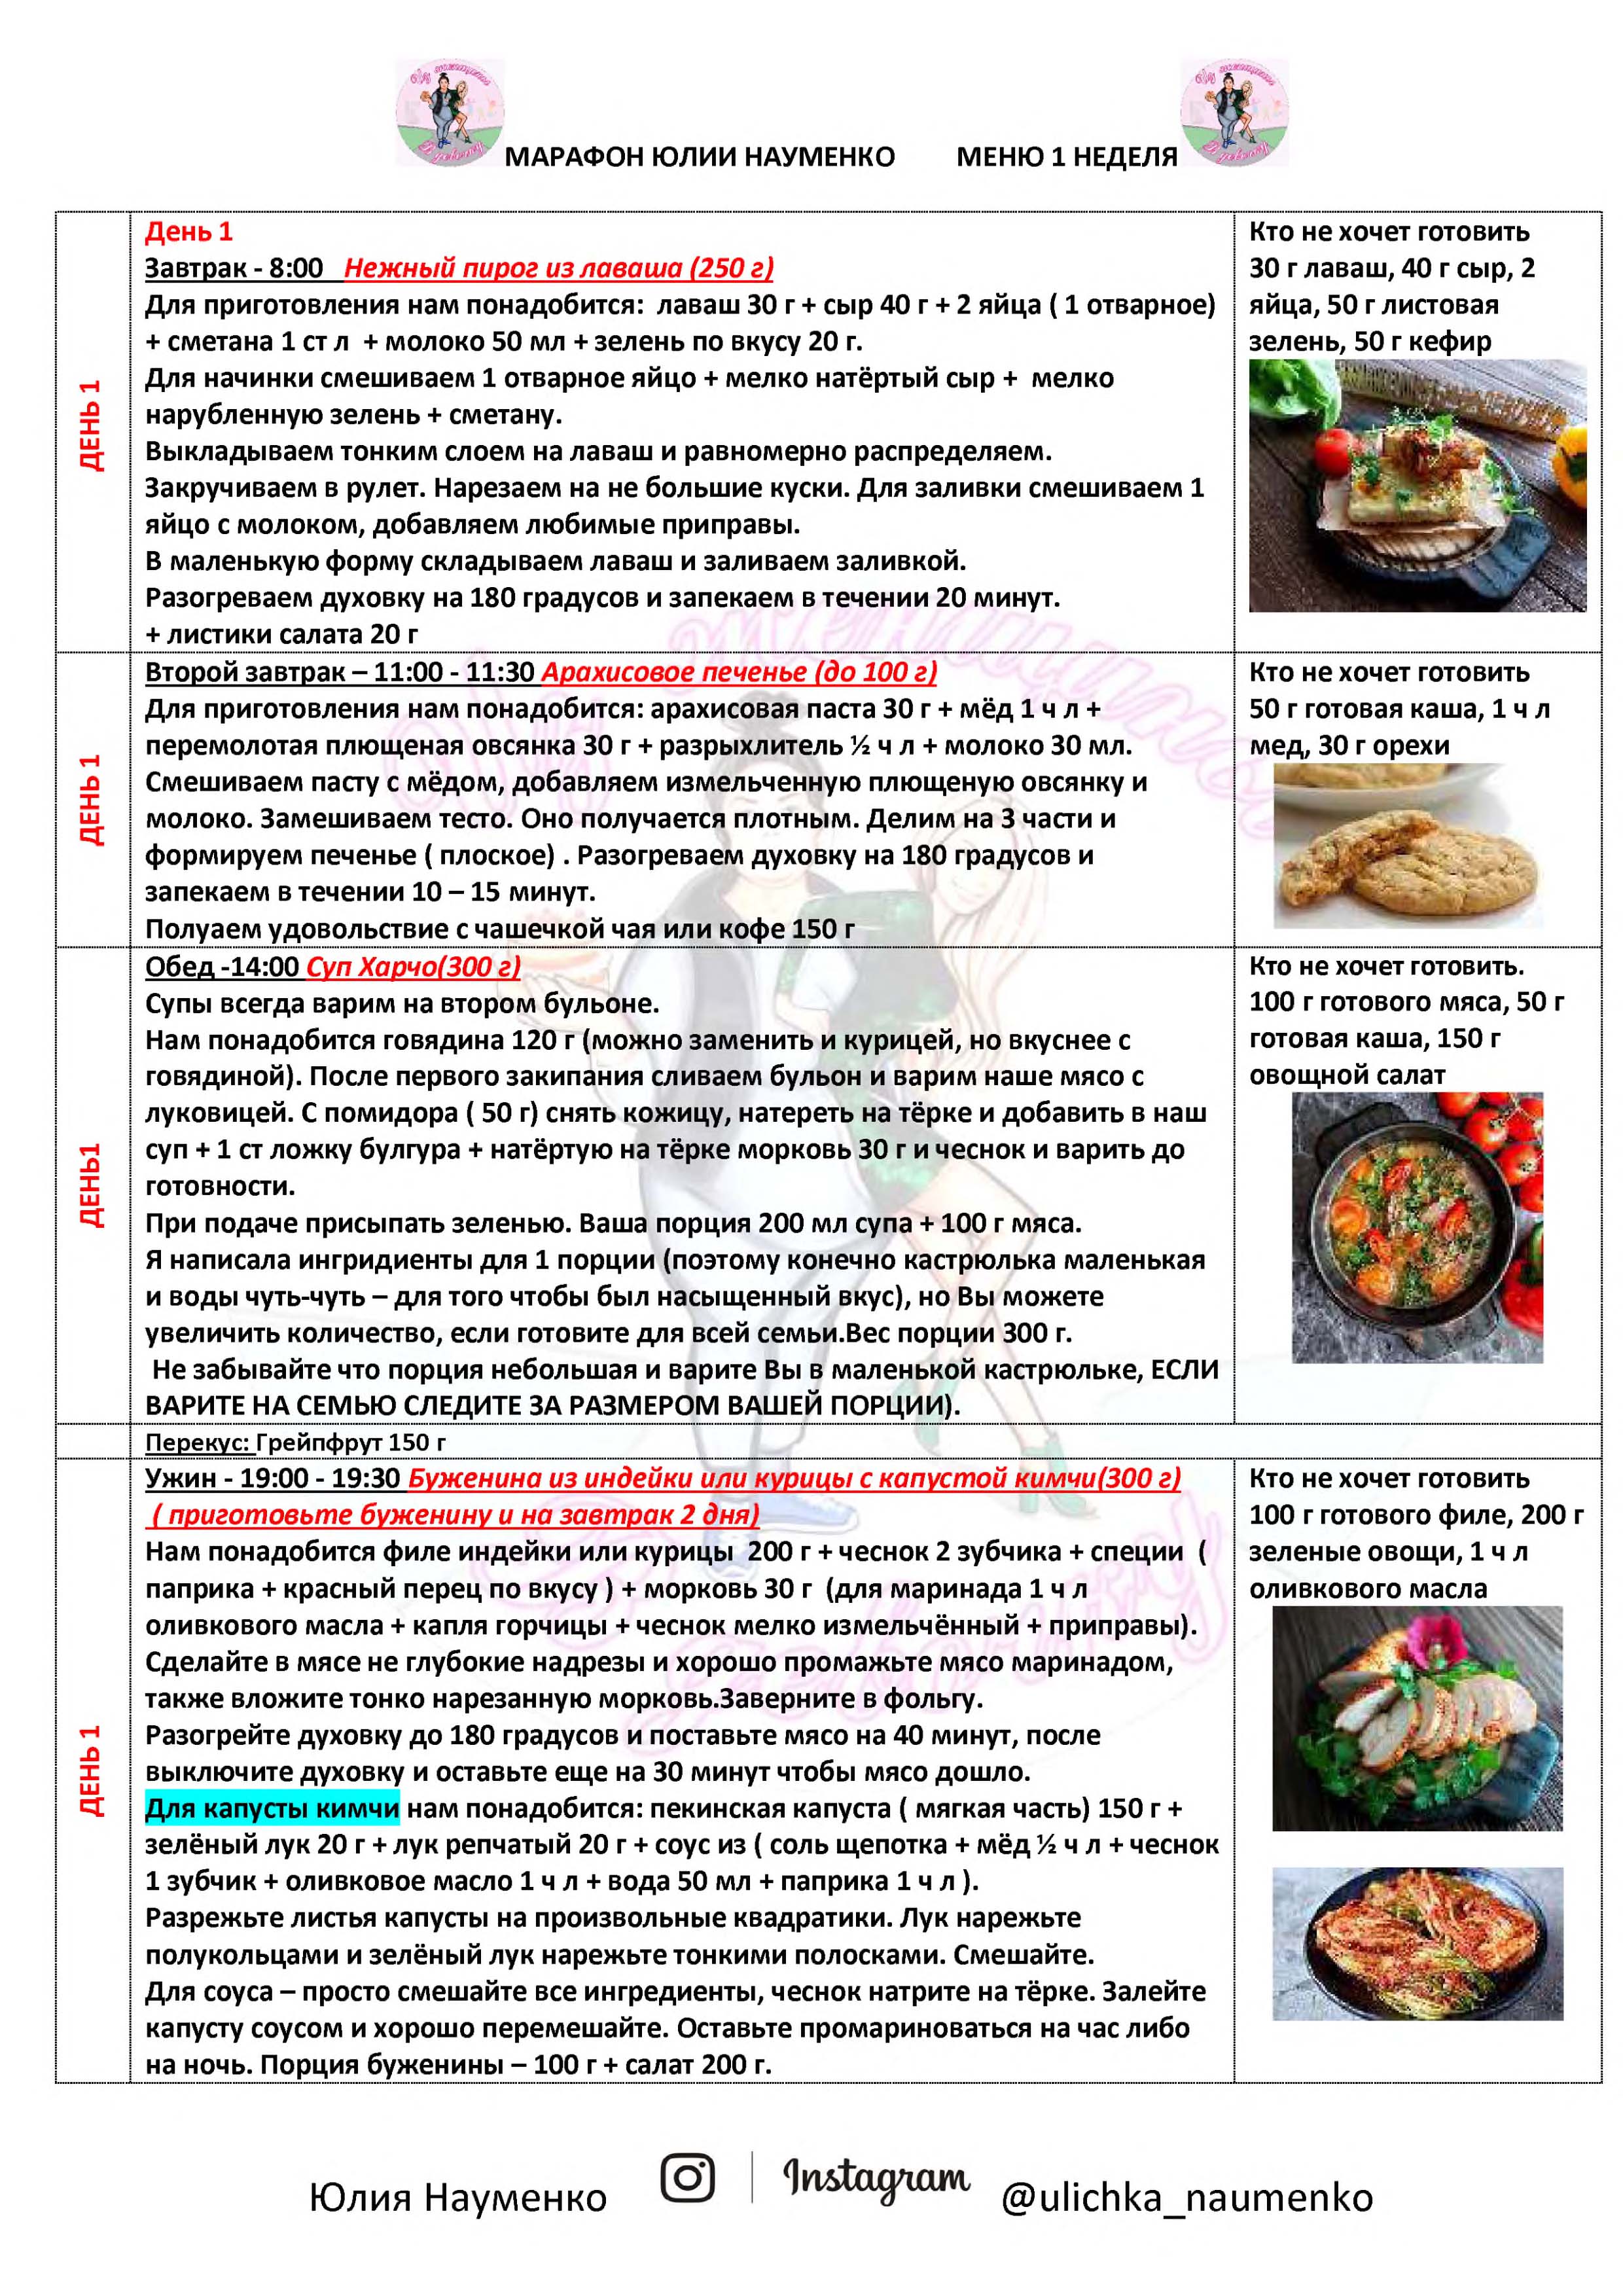 МАРАФОН ЮЛИИ НАУМЕНКО МЕНЮ 1 НЕДЕЛЯ
ДЕНЬ 1
День 1
Завтрак - 8:00 Нежный пирог из лаваша (250 г)
Для приготовления нам понадобится: лаваш 30 г + сыр 40 г + 2 яйца ( 1 отварное)
+ сметана 1 ст л + молоко 50 мл + зелень по вкусу 20 г.
Для начинки смешиваем 1 отварное яйцо + мелко натёртый сыр + мелко
нарубленную зелень + сметану.
Выкладываем тонким слоем на лаваш и равномерно распределяем.
Закручиваем в рулет. Нарезаем на не большие куски. Для заливки смешиваем 1
яйцо с молоком, добавляем любимые приправы.
В маленькую форму складываем лаваш и заливаем заливкой.
Разогреваем духовку на 180 градусов и запекаем в течении 20 минут.
+ листики салата 20 г
Кто не хочет готовить
30 г лаваш, 40 г сыр, 2
яйца, 50 г листовая
зелень, 50 г кефир
ДЕНЬ 1
Второй завтрак – 11:00 - 11:30 Арахисовое печенье (до 100 г)
Для приготовления нам понадобится: арахисовая паста 30 г + мёд 1 ч л +
перемолотая плющеная овсянка 30 г + разрыхлитель ½ ч л + молоко 30 мл.
Смешиваем пасту с мёдом, добавляем измельченную плющеную овсянку и
молоко. Замешиваем тесто. Оно получается плотным. Делим на 3 части и
формируем печенье ( плоское) . Разогреваем духовку на 180 градусов и
запекаем в течении 10 – 15 минут.
Полуаем удовольствие с чашечкой чая или кофе 150 г
Кто не хочет готовить
50 г готовая каша, 1 ч л
мед, 30 г орехи
ДЕНЬ1
Обед -14:00 Суп Харчо(300 г)
Супы всегда варим на втором бульоне.
Нам понадобится говядина 120 г (можно заменить и курицей, но вкуснее с
говядиной). После первого закипания сливаем бульон и варим наше мясо с
луковицей. С помидора ( 50 г) снять кожицу, натереть на тёрке и добавить в наш
суп + 1 ст ложку булгура + натёртую на тёрке морковь 30 г и чеснок и варить до
готовности.
При подаче присыпать зеленью. Ваша порция 200 мл супа + 100 г мяса.
Я написала ингридиенты для 1 порции (поэтому конечно кастрюлька маленькая
и воды чуть-чуть – для того чтобы был насыщенный вкус), но Вы можете
увеличить количество, если готовите для всей семьи.Вес порции 300 г.
Не забывайте что порция небольшая и варите Вы в маленькой кастрюльке, ЕСЛИ
ВАРИТЕ НА СЕМЬЮ СЛЕДИТЕ ЗА РАЗМЕРОМ ВАШЕЙ ПОРЦИИ).
Кто не хочет готовить.
100 г готового мяса, 50 г
готовая каша, 150 г
овощной салат
Перекус: Грейпфрут 150 г
ДЕНЬ 1
Ужин - 19:00 - 19:30 Буженина из индейки или курицы с капустой кимчи(300 г)
( приготовьте буженину и на завтрак 2 дня)
Нам понадобится филе индейки или курицы 200 г + чеснок 2 зубчика + специи (
паприка + красный перец по вкусу ) + морковь 30 г (для маринада 1 ч л
оливкового масла + капля горчицы + чеснок мелко измельчённый + приправы).
Сделайте в мясе не глубокие надрезы и хорошо промажьте мясо маринадом,
также вложите тонко нарезанную морковь.Заверните в фольгу.
Разогрейте духовку до 180 градусов и поставьте мясо на 40 минут, после
выключите духовку и оставьте еще на 30 минут чтобы мясо дошло.
Для капусты кимчи нам понадобится: пекинская капуста ( мягкая часть) 150 г +
зелёный лук 20 г + лук репчатый 20 г + соус из ( соль щепотка + мёд ½ ч л + чеснок
1 зубчик + оливковое масло 1 ч л + вода 50 мл + паприка 1 ч л ).
Разрежьте листья капусты на произвольные квадратики. Лук нарежьте
полукольцами и зелёный лук нарежьте тонкими полосками. Смешайте.
Для соуса – просто смешайте все ингредиенты, чеснок натрите на тёрке. Залейте
капусту соусом и хорошо перемешайте. Оставьте промариноваться на час либо
на ночь. Порция буженины – 100 г + салат 200 г.
Кто не хочет готовить
100 г готового филе, 200 г
зеленые овощи, 1 ч л
оливкового масла
Юлия Науменко Instagram @ulichka_naumenko